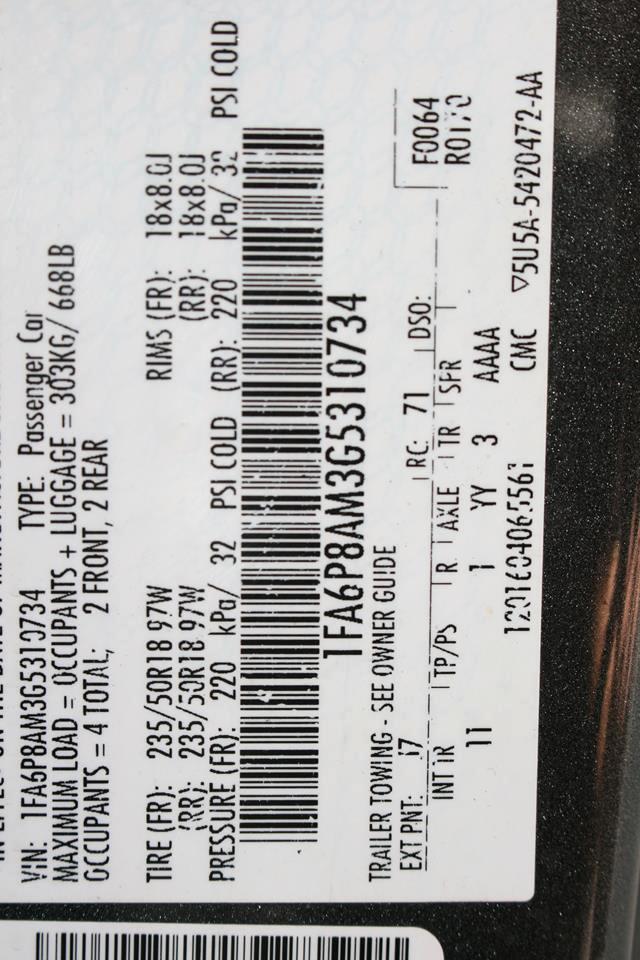 VIN: 1FA6P8AM3G5310734 TYPE: Passenger Car
MAXIMUM LOAD = OCCUPANTS + LUGGAGE = 303KG/ 668LB
OCCUPANTS = 4 TOTAL; 2 FRONT, 2 REAR
TIRE (FR): 235/50R18 97W RIMS (FR): 18x8.0J
(RR): 235/50R18 97W (RR): 18x8.0J
PRESSURE (FR): 220 kPa/ 32 PSI COLD (RR): 220 kPa/ 32 PSI COLD
1FA6P8AM3G5310734
TRAILER TOWING - SEE OWNER GUIDE F0064
EXT PNT: J7 RC: 71 DSO: R0170
INT TR TP/PS R AXLE TR SPR
11 1 YY 3 AAAA
120160406556 CMC ▽5U5A-5420472-AA